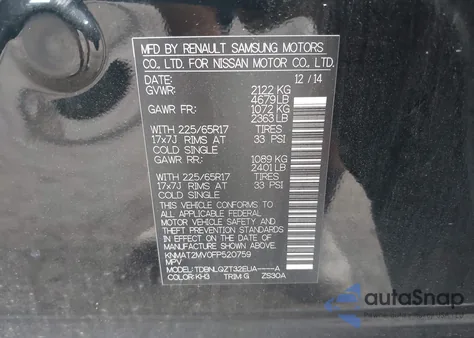 MFD BY RENAULT SAMSUNG MOTORS
CO., LTD. FOR NISSAN MOTOR CO., LTD.
DATE: 12 / 14
GVWR: 2122 KG
4679 LB
GAWR FR: 1072 KG
2363 LB
WITH 225/65R17 TIRES
17x7J RIMS AT 33 PSI
COLD SINGLE
GAWR RR: 1089 KG
2401 LB
WITH 225/65R17 TIRES
17x7J RIMS AT 33 PSI
COLD SINGLE
THIS VEHICLE CONFORMS TO
ALL APPLICABLE FEDERAL
MOTOR VEHICLE SAFETY AND
THEFT PREVENTION
STANDARDS IN EFFECT ON THE
DATE OF MANUFACTURE SHOWN
ABOVE.
KNMAT2MV0FP520759
MPV
MODEL: TDBNLQZT32EUA----A
COLOR: KH3 TRIM: G ZS30A
autoSnap